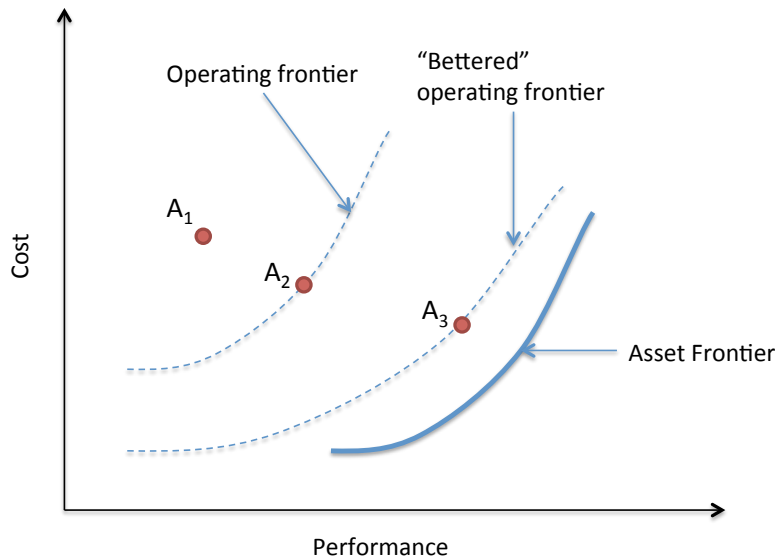 Operating frontier
“Bettered”
operating frontier
A1
A2
A3
Asset Frontier
Cost
Performance